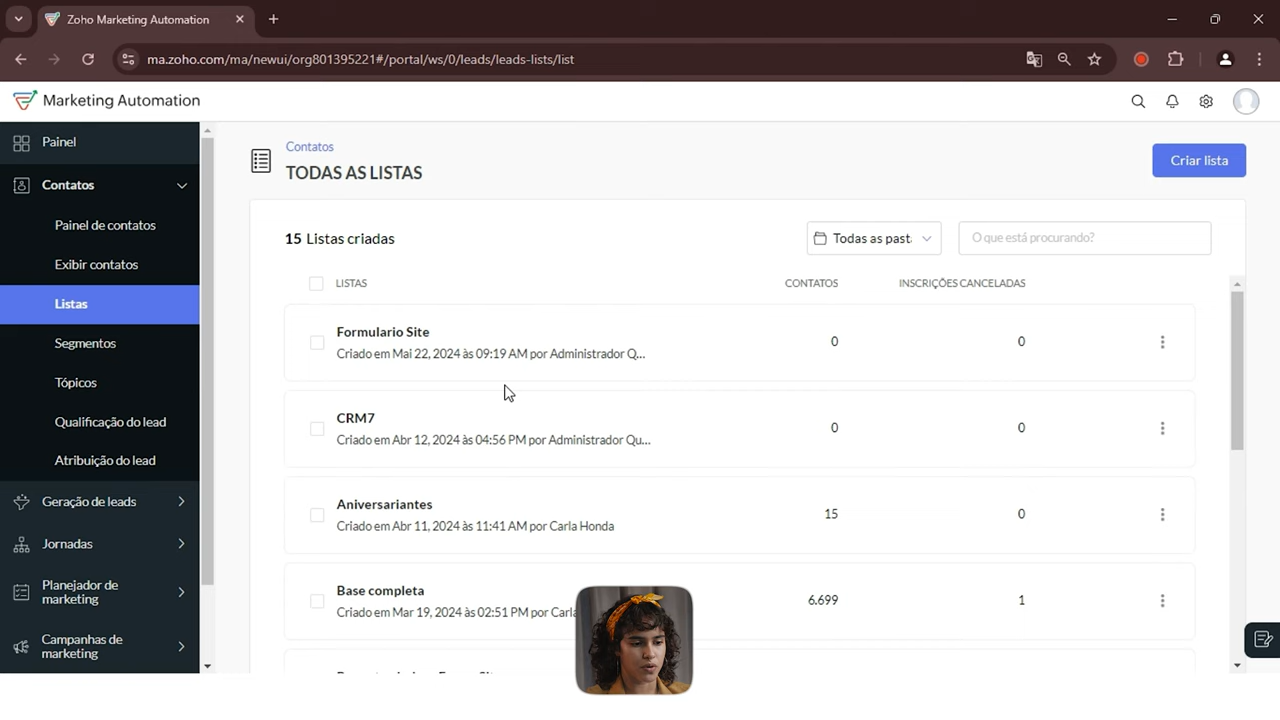 Zoho Marketing Automation
ma.zoho.com/ma/newui/org801395221#/portal/ws/0/leads/leads-lists/list
Marketing Automation
Painel
Contatos
Painel de contatos
Exibir contatos
Listas
Segmentos
Tópicos
Qualificação do lead
Atribuição do lead
Geração de leads
Jornadas
Planejador de
marketing
Campanhas de
marketing
Contatos
TODAS AS LISTAS
Criar lista
15 Listas criadas
Todas as past
O que está procurando?
LISTAS CONTATOS INSCRIÇÕES CANCELADAS
Formulario Site
Criado em Mai 22, 2024 às 09:19 AM por Administrador Q...
0 0
CRM7
Criado em Abr 12, 2024 às 04:56 PM por Administrador Qu...
0 0
Aniversariantes
Criado em Abr 11, 2024 às 11:41 AM por Carla Honda
15 0
Base completa
Criado em Mar 19, 2024 às 02:51 PM por Carla
6.699 1